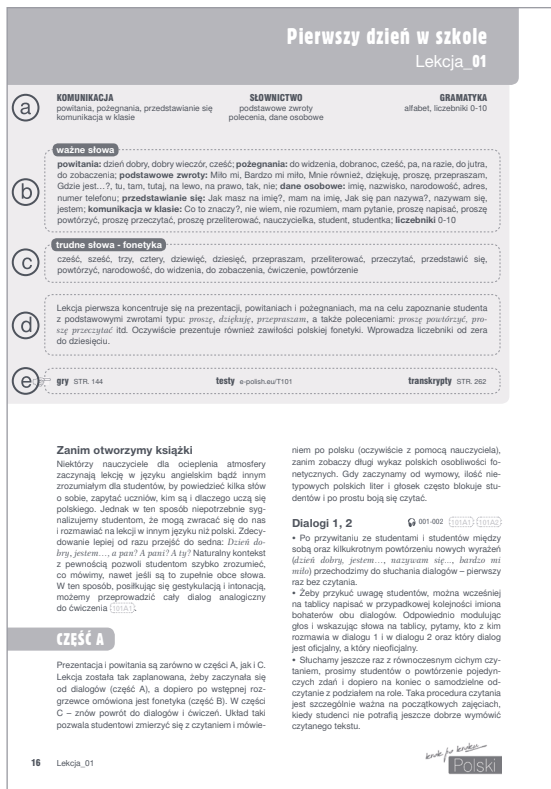 Pierwszy dzień w szkole
Lekcja_01
a
KOMUNIKACJA
powitania, pożegnania, przedstawianie się
komunikacja w klasie
SŁOWNICTWO
podstawowe zwroty
polecenia, dane osobowe
GRAMATYKA
alfabet, liczebniki 0-10
b
ważne słowa
powitania: dzień dobry, dobry wieczór, cześć; pożegnania: do widzenia, dobranoc, cześć, pa, na razie, do jutra,
do zobaczenia; podstawowe zwroty: Miło mi, Bardzo mi miło, Mnie również, dziękuję, proszę, przepraszam,
Gdzie jest...?, tu, tam, tutaj, na lewo, na prawo, tak, nie; dane osobowe: imię, nazwisko, narodowość, adres,
numer telefonu; przedstawianie się: Jak masz na imię?, mam na imię, Jak się pan nazywa?, nazywam się,
jestem; komunikacja w klasie: Co to znaczy?, nie wiem, nie rozumiem, mam pytanie, proszę napisać, proszę
powtórzyć, proszę przeczytać, proszę przeliterować, nauczycielka, student, studentka; liczebniki 0-10
c
trudne słowa - fonetyka
cześć, sześć, trzy, cztery, dziewięć, dziesięć, przepraszam, przeliterować, przeczytać, przedstawić się,
powtórzyć, narodowość, do widzenia, do zobaczenia, ćwiczenie, powtórzenie
d
Lekcja pierwsza koncentruje się na prezentacji, powitaniach i pożegnaniach, ma na celu zapoznanie studenta
z podstawowymi zwrotami typu: proszę, dziękuję, przepraszam, a także poleceniami: proszę powtórzyć, pro-
szę przeczytać itd. Oczywiście prezentuje również zawiłości polskiej fonetyki. Wprowadza liczebniki od zera
do dziesięciu.
e
gry STR. 144
testy e-polish.eu/T101
transkrypty STR. 262
Zanim otworzymy książki
Niektórzy nauczyciele dla ocieplenia atmosfery
zaczynają lekcję w języku angielskim bądź innym
zrozumiałym dla studentów, by powiedzieć kilka słów
o sobie, zapytać uczniów, kim są i dlaczego uczą się
polskiego. Jednak w ten sposób niepotrzebnie syg-
nalizujemy studentom, że mogą zwracać się do nas
i rozmawiać na lekcji w innym języku niż polski. Zdecy-
dowanie lepiej od razu przejść do sedna: Dzień do-
bry, jestem..., a pan? A pani? A ty? Naturalny kontekst
z pewnością pozwoli studentom szybko zrozumieć,
co mówimy, nawet jeśli są to zupełnie obce słowa.
W ten sposób, posiłkując się gestykulacją i intonacją,
możemy przeprowadzić cały dialog analogiczny
do ćwiczenia 101A1.
CZĘŚĆ A
Prezentacja i powitania są zarówno w części A, jak i C.
Lekcja została tak zaplanowana, żeby zaczynała się
od dialogów (część A), a dopiero po wstępnej roz-
grzewce omówiona jest fonetyka (część B). W części
C – znów powrót do dialogów i ćwiczeń. Układ taki
pozwala studentowi zmierzyć się z czytaniem i mówie-
niem po polsku (oczywiście z pomocą nauczyciela),
zanim zobaczy długi wykaz polskich osobliwości fo-
netycznych. Gdy zaczynamy od wymowy, ilość nie-
typowych polskich liter i głosek często blokuje stu-
dentów i po prostu boją się czytać.
Dialogi 1, 2
001-002 101A1 101A2
• Po przywitaniu ze studentami i studentów między
sobą oraz kilkukrotnym powtórzeniu nowych wyrażeń
(dzień dobry, jestem..., nazywam się..., bardzo mi
miło) przechodzimy do słuchania dialogów – pierwszy
raz bez czytania.
• Żeby przykuć uwagę studentów, można wcześniej
na tablicy napisać w przypadkowej kolejności imiona
bohaterów obu dialogów. Odpowiednio modulując
głos i wskazując słowa na tablicy, pytamy, kto z kim
rozmawia w dialogu 1 i w dialogu 2 oraz który dialog
jest oficjalny, a który nieoficjalny.
• Słuchamy jeszcze raz z równoczesnym cichym czy-
taniem, prosimy studentów o powtórzenie pojedyn-
czych zdań i dopiero na koniec o samodzielne od-
czytanie z podziałem na role. Taka procedura czytania
jest szczególnie ważna na początkowych zajęciach,
kiedy studenci nie potrafią jeszcze dobrze wymówić
czytanego tekstu.
16 Lekcja_01
krok po kroku
Polski